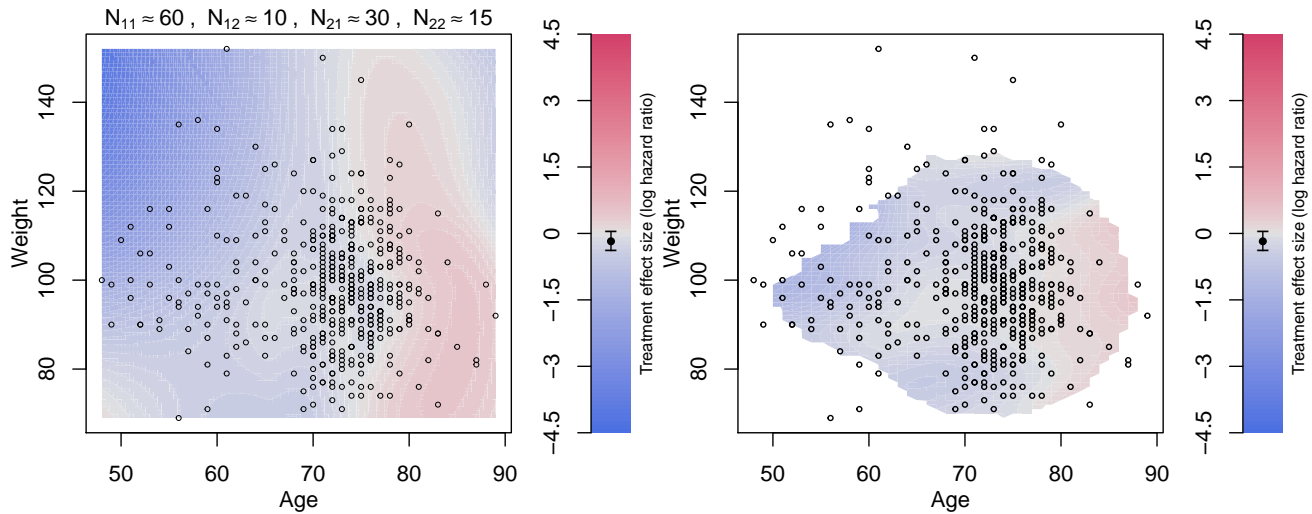 N₁₁ ≈ 60 , N₁₂ ≈ 10 , N₂₁ ≈ 30 , N₂₂ ≈ 15
140
120
100
80
Weight
50 60 70 80 90
Age
4.5
3
1.5
0
−1.5
−3
−4.5
Treatment effect size (log hazard ratio)
140
120
100
80
Weight
50 60 70 80 90
Age
4.5
3
1.5
0
−1.5
−3
−4.5
Treatment effect size (log hazard ratio)